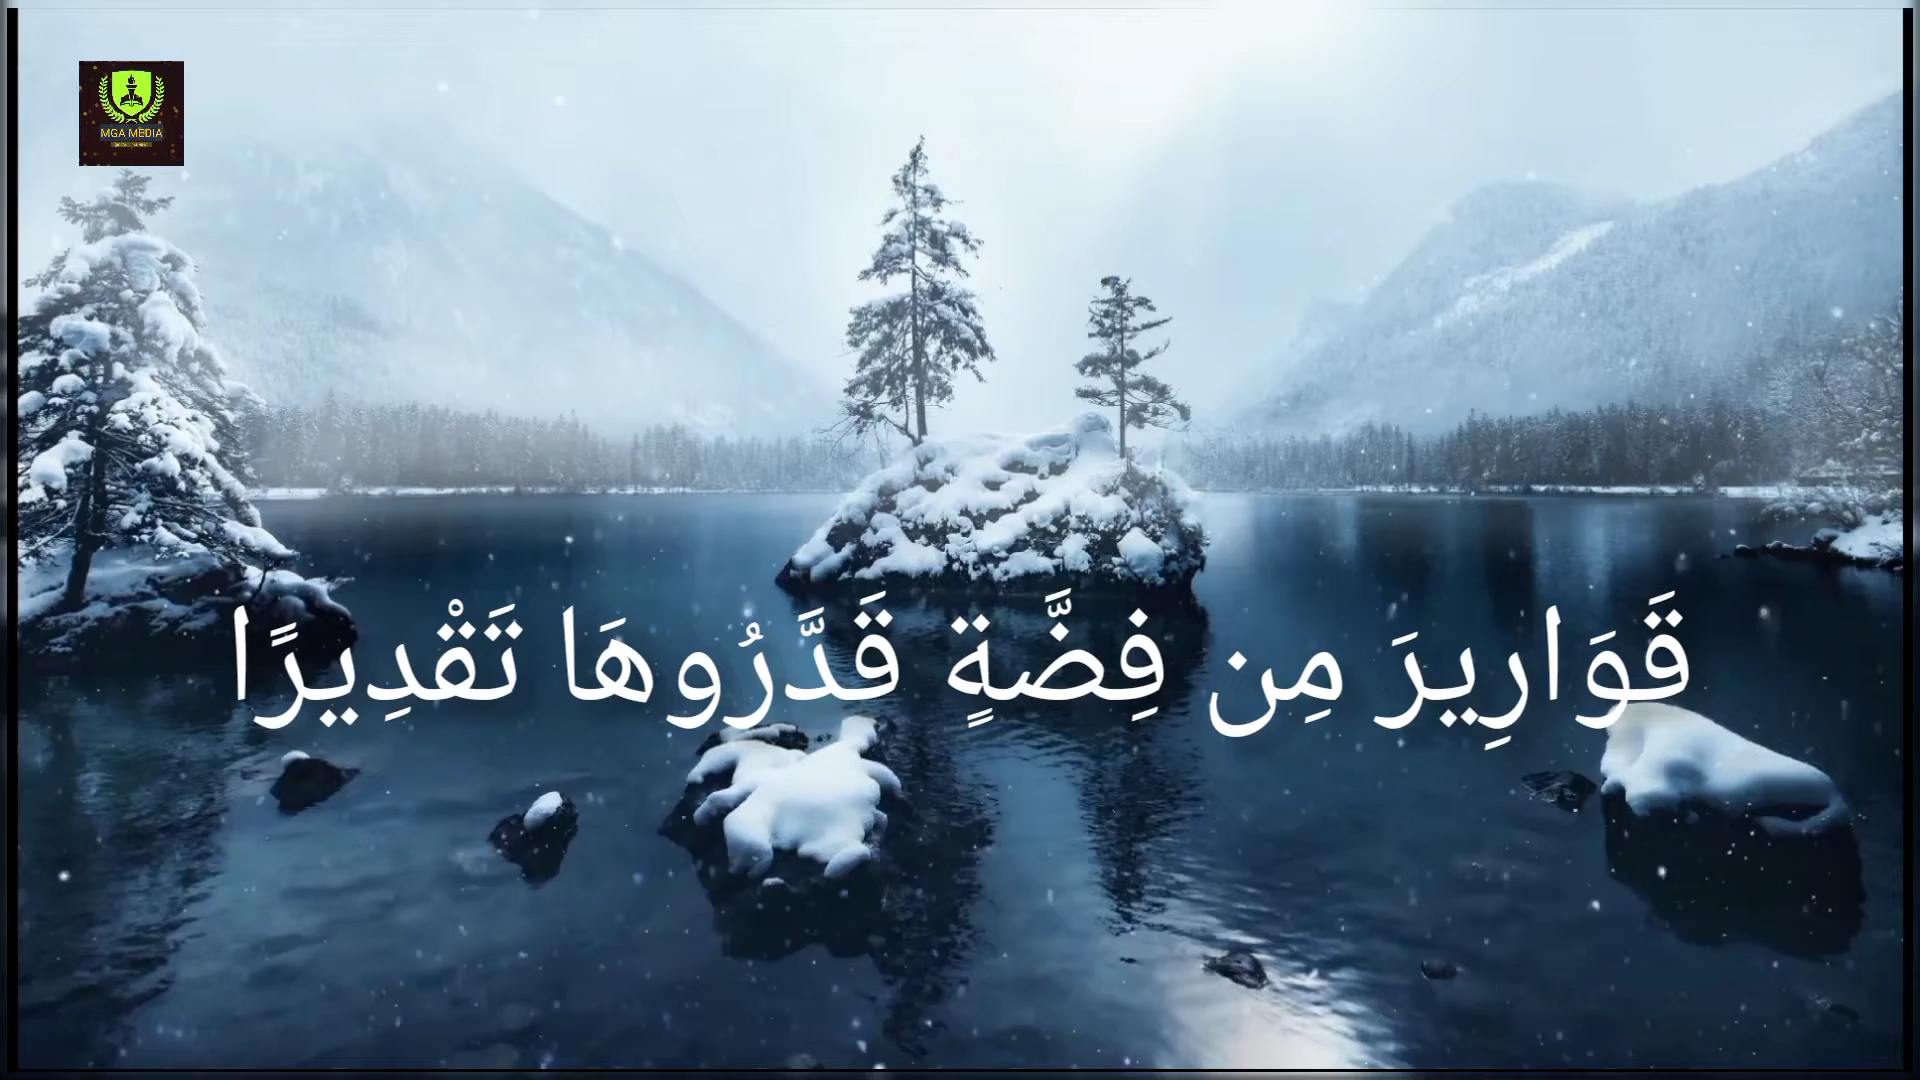 MGA MEDIA
قَوَارِيرَ مِن فِضَّةٍ قَدَّرُوهَا تَقْدِيرًا